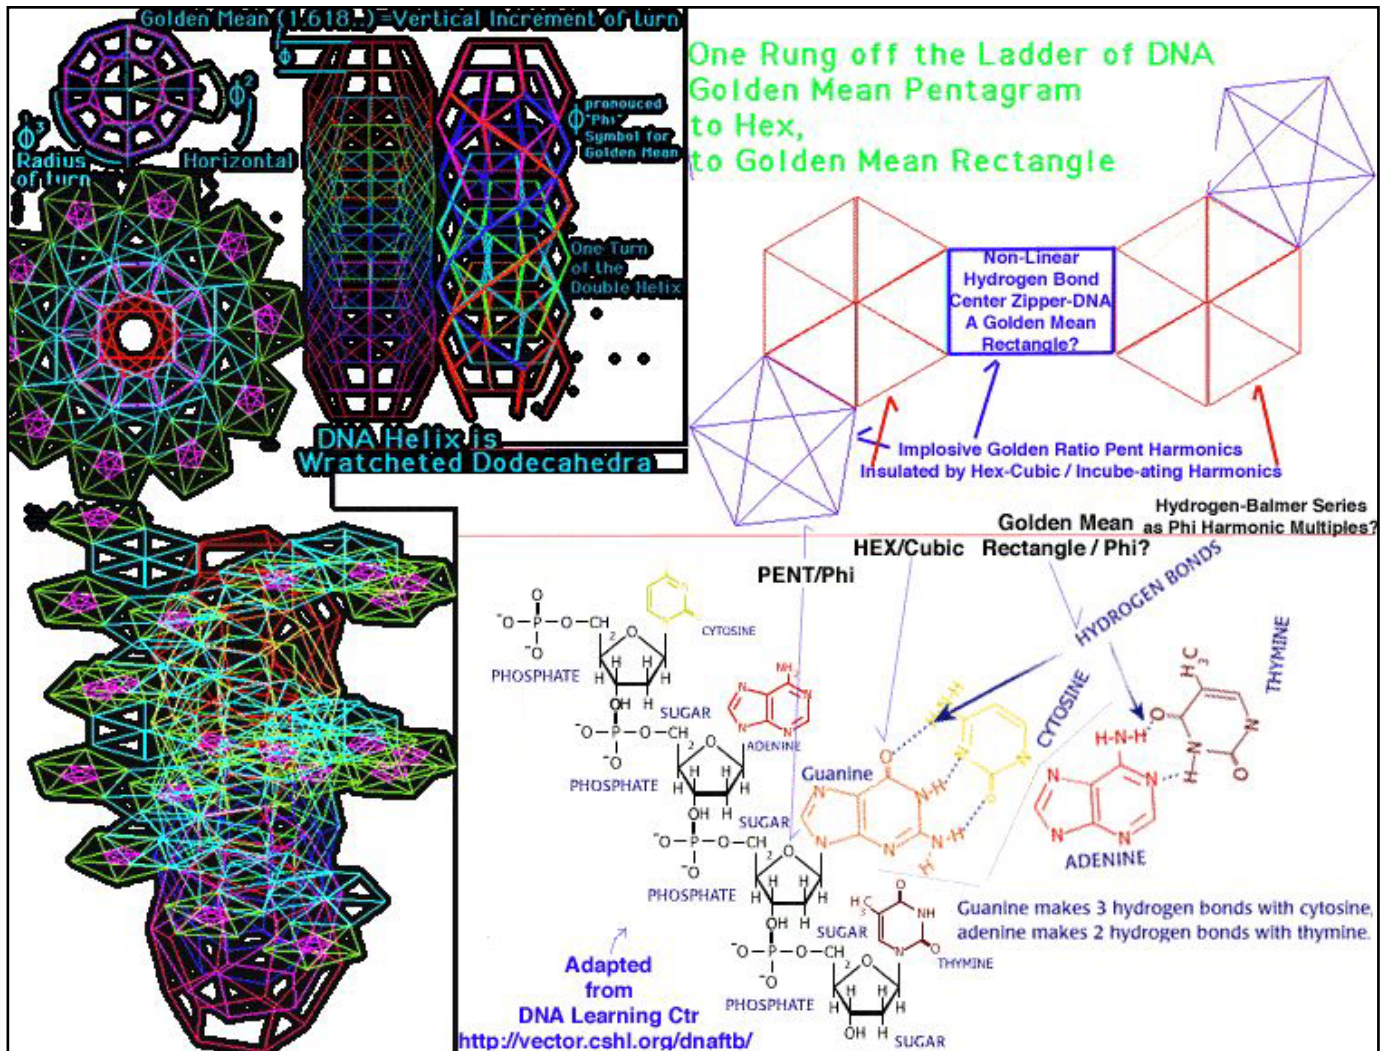 Golden Mean (1.618..) =Vertical Increment of turn
Φ
Φ²
Φ³
Radius
of turn
Horizontal
Φ
pronouced
"Phi"
Symbol for
Golden Mean
One Turn
of the
Double Helix
DNA Helix is
Wratcheted Dodecahedra
One Rung off the Ladder of DNA
Golden Mean Pentagram
to Hex,
to Golden Mean Rectangle
Non-Linear
Hydrogen Bond
Center Zipper-DNA
A Golden Mean
Rectangle?
Implosive Golden Ratio Pent Harmonics
Insulated by Hex-Cubic / Incube-ating Harmonics
Hydrogen-Balmer Series
as Phi Harmonic Multiples?
Golden Mean
Rectangle / Phi?
HEX/Cubic
PENT/Phi
HYDROGEN BONDS
CYTOSINE
PHOSPHATE
SUGAR
ADENINE
PHOSPHATE
SUGAR
Guanine
PHOSPHATE
SUGAR
THYMINE
PHOSPHATE
SUGAR
CYTOSINE
THYMINE
ADENINE
Guanine makes 3 hydrogen bonds with cytosine,
adenine makes 2 hydrogen bonds with thymine.
Adapted
from
DNA Learning Ctr
http://vector.cshl.org/dnaftb/